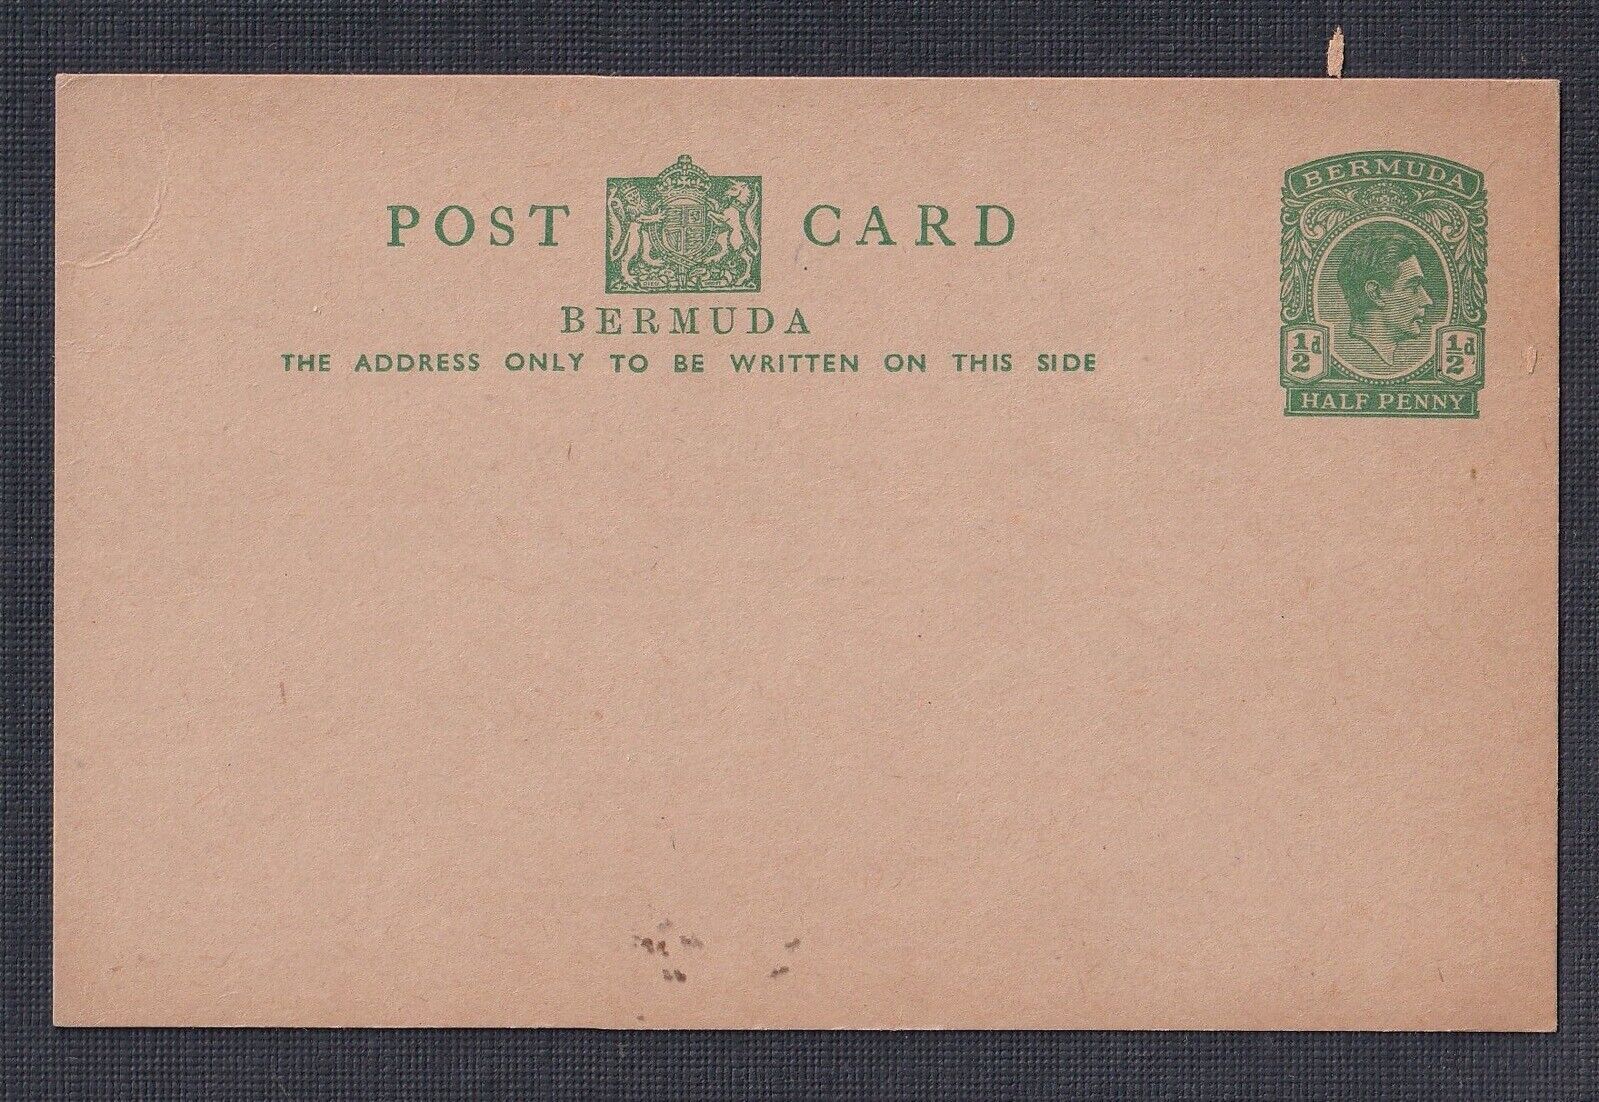 POST CARD
BERMUDA
THE ADDRESS ONLY TO BE WRITTEN ON THIS SIDE
BERMUDA
½d ½d
HALF PENNY